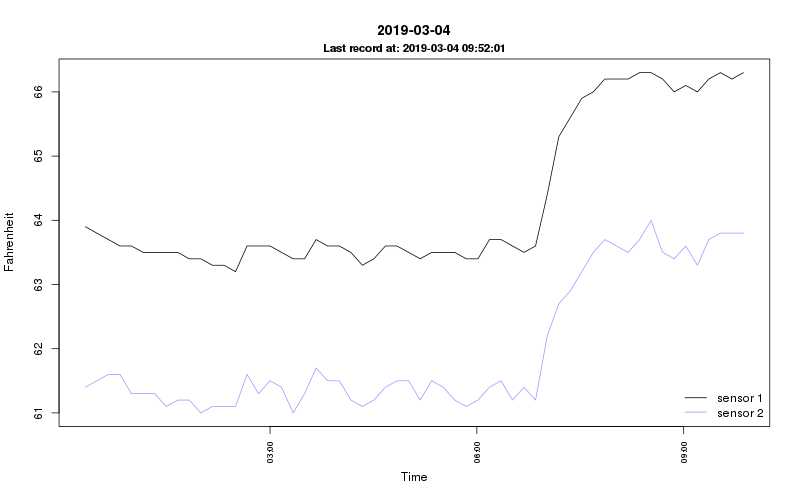 2019-03-04
Last record at: 2019-03-04 09:52:01
Fahrenheit
66
65
64
63
62
61
sensor 1
sensor 2
03:00
06:00
09:00
Time